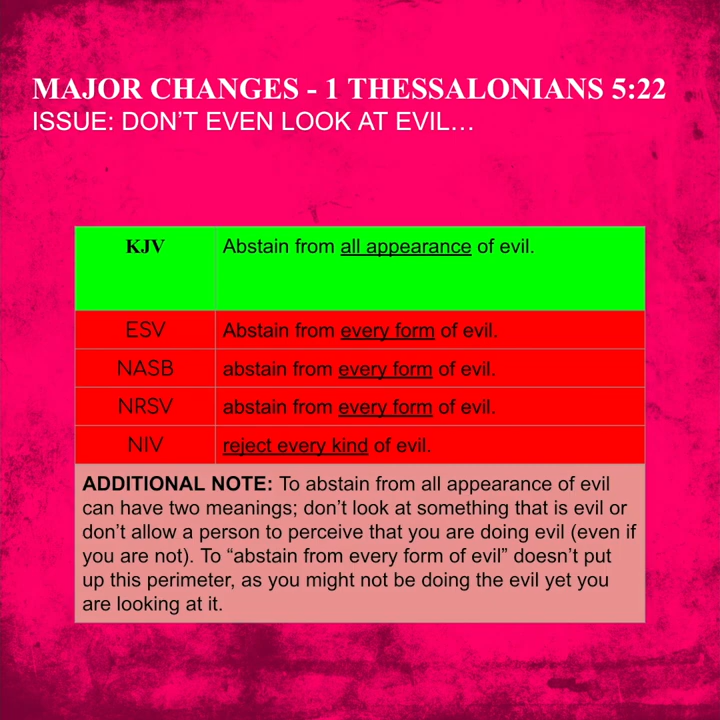 MAJOR CHANGES - 1 THESSALONIANS 5:22
ISSUE: DON’T EVEN LOOK AT EVIL…
KJV Abstain from all appearance of evil.
ESV Abstain from every form of evil.
NASB abstain from every form of evil.
NRSV abstain from every form of evil.
NIV reject every kind of evil.
ADDITIONAL NOTE: To abstain from all appearance of evil
can have two meanings; don’t look at something that is evil or
don’t allow a person to perceive that you are doing evil (even if
you are not). To “abstain from every form of evil” doesn’t put
up this perimeter, as you might not be doing the evil yet you
are looking at it.